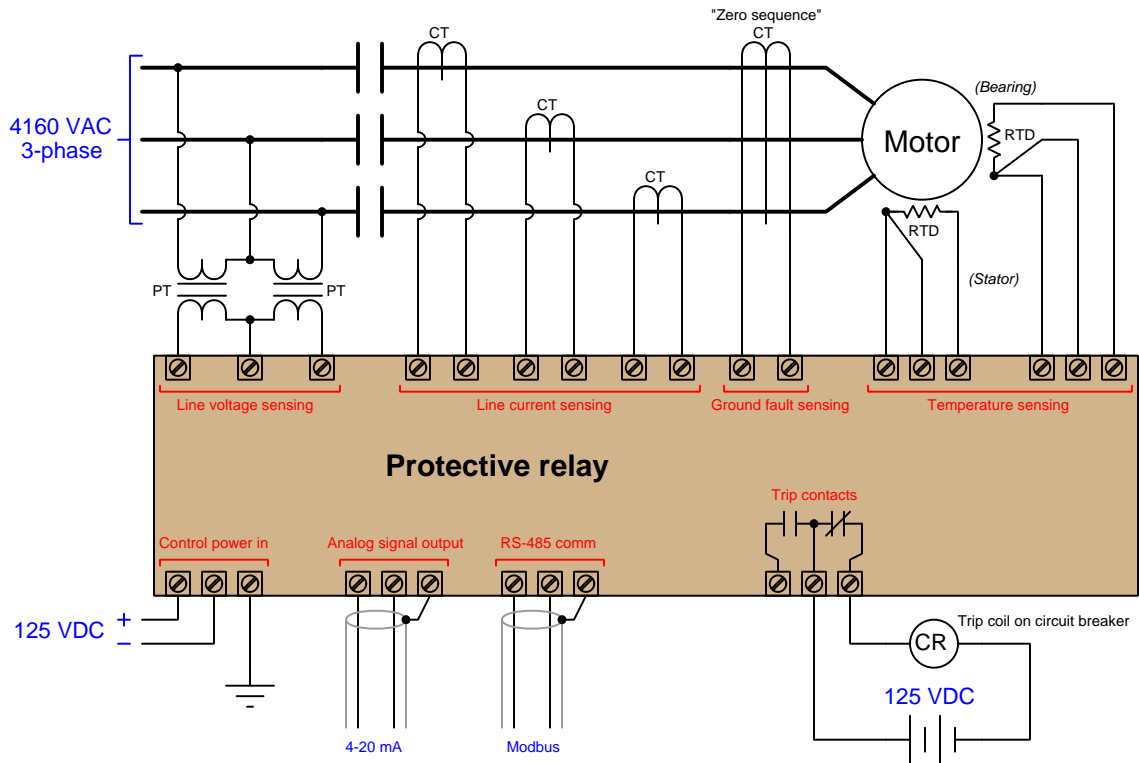 "Zero sequence"
CT
CT
CT
CT
4160 VAC
3-phase
Motor
(Bearing)
RTD
RTD
(Stator)
PT
PT
Line voltage sensing
Line current sensing
Ground fault sensing
Temperature sensing
Protective relay
Trip contacts
Control power in
Analog signal output
RS-485 comm
125 VDC
+
−
4-20 mA
Modbus
CR
Trip coil on circuit breaker
125 VDC